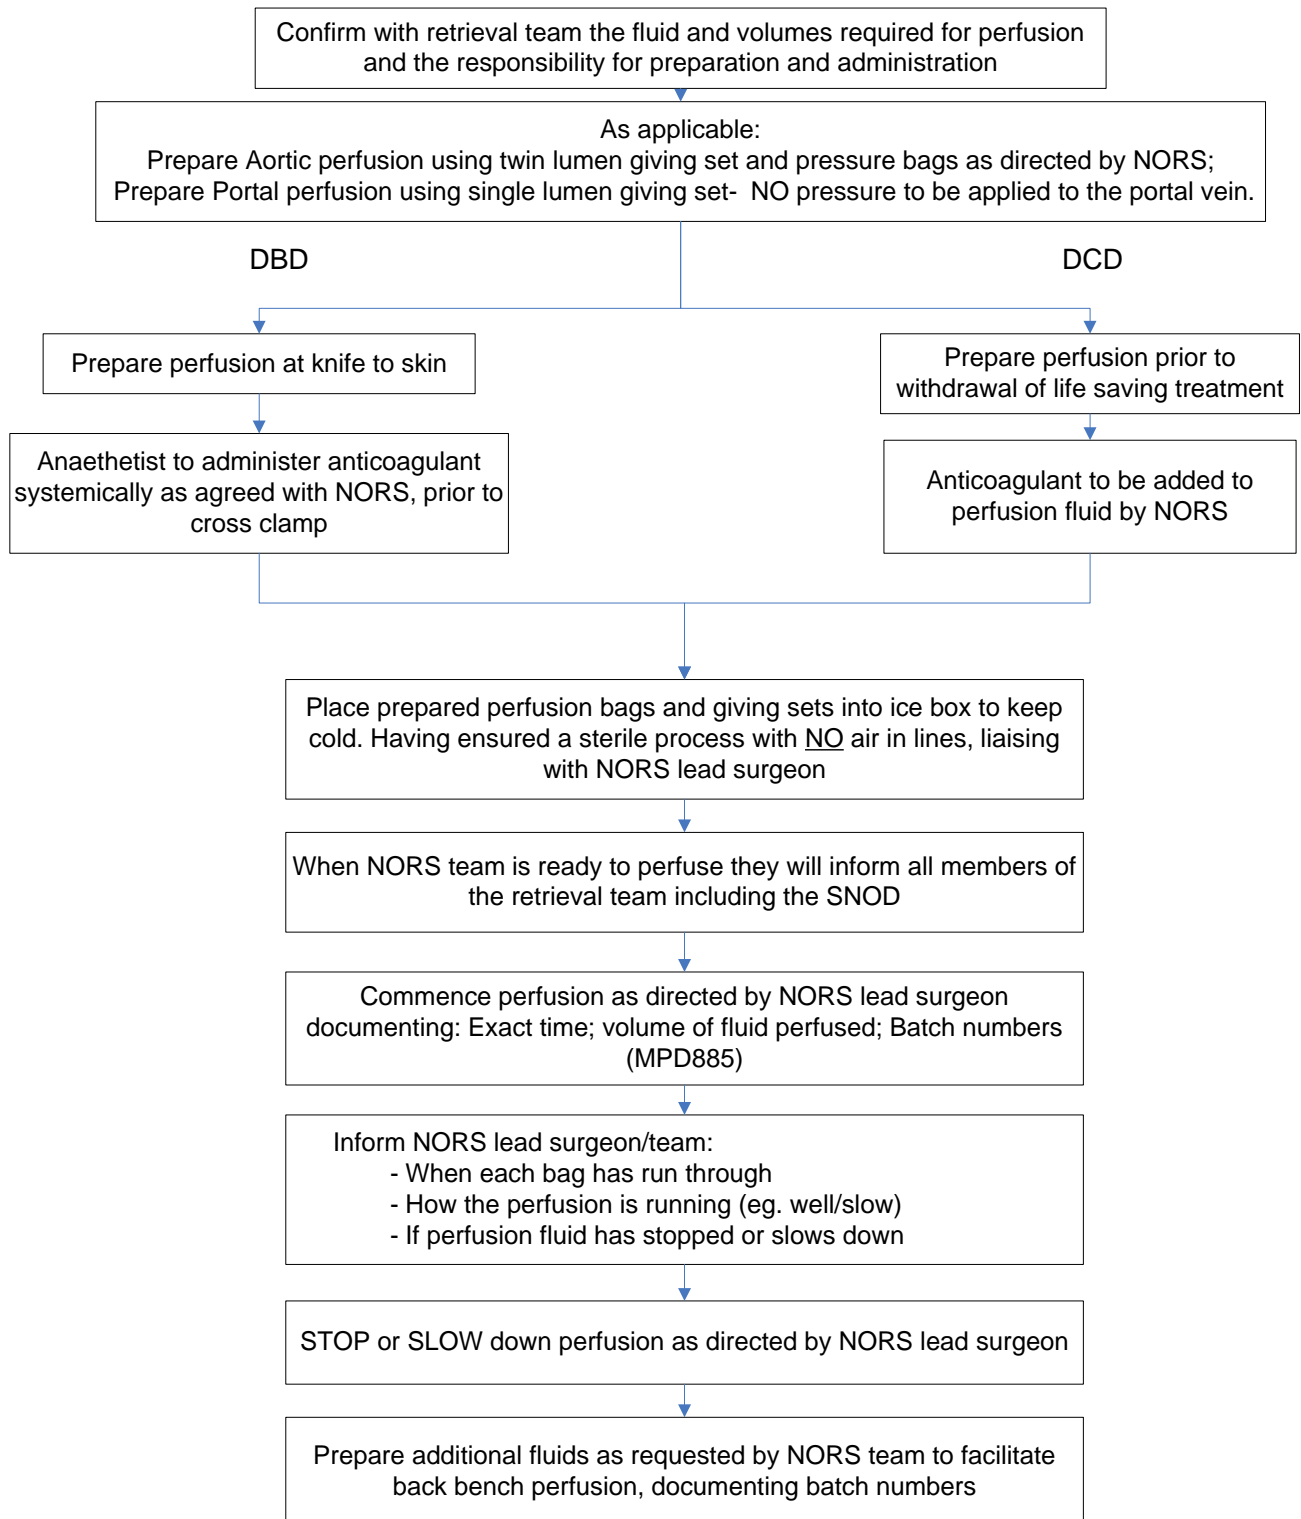 Confirm with retrieval team the fluid and volumes required for perfusion
and the responsibility for preparation and administration
As applicable:
Prepare Aortic perfusion using twin lumen giving set and pressure bags as directed by NORS;
Prepare Portal perfusion using single lumen giving set-  NO pressure to be applied to the portal vein.
DBD
DCD
Prepare perfusion at knife to skin
Prepare perfusion prior to
withdrawal of life saving treatment
Anaethetist to administer anticoagulant
systemically as agreed with NORS, prior to
cross clamp
Anticoagulant to be added to
perfusion fluid by NORS
Place prepared perfusion bags and giving sets into ice box to keep
cold. Having ensured a sterile process with NO air in lines, liaising
with NORS lead surgeon
When NORS team is ready to perfuse they will inform all members of
the retrieval team including the SNOD
Commence perfusion as directed by NORS lead surgeon
documenting: Exact time; volume of fluid perfused; Batch numbers
(MPD885)
Inform NORS lead surgeon/team:
- When each bag has run through
- How the perfusion is running (eg. well/slow)
- If perfusion fluid has stopped or slows down
STOP or SLOW down perfusion as directed by NORS lead surgeon
Prepare additional fluids as requested by NORS team to facilitate
back bench perfusion, documenting batch numbers